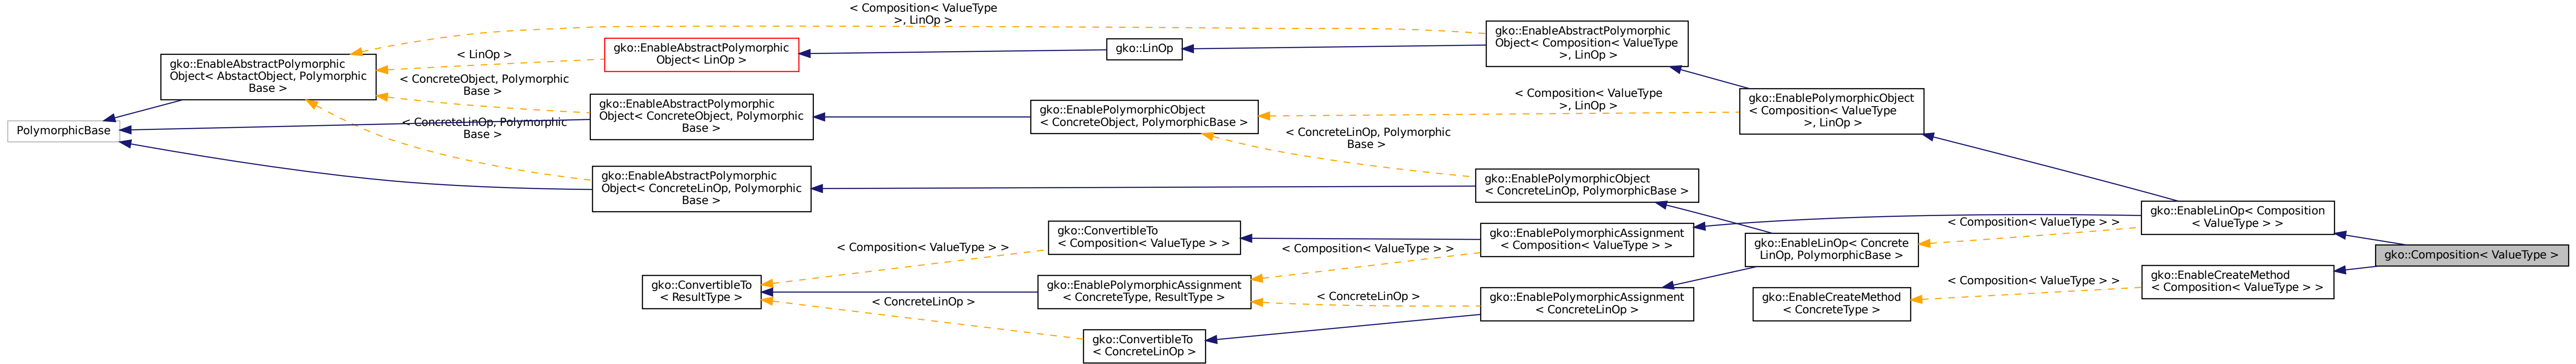 PolymorphicBase
gko::EnableAbstractPolymorphic
Object< AbstactObject, Polymorphic
Base >
< Composition< ValueType
>, LinOp >
< LinOp >
< ConcreteObject, Polymorphic
Base >
< ConcreteLinOp, Polymorphic
Base >
gko::EnableAbstractPolymorphic
Object< LinOp >
gko::EnableAbstractPolymorphic
Object< ConcreteObject, Polymorphic
Base >
gko::EnableAbstractPolymorphic
Object< ConcreteLinOp, Polymorphic
Base >
gko::ConvertibleTo
< ResultType >
< Composition< ValueType > >
< ConcreteLinOp >
gko::LinOp
gko::EnablePolymorphicObject
< ConcreteObject, PolymorphicBase >
gko::ConvertibleTo
< Composition< ValueType > >
gko::EnablePolymorphicAssignment
< ConcreteType, ResultType >
gko::ConvertibleTo
< ConcreteLinOp >
< Composition< ValueType
>, LinOp >
< ConcreteLinOp, Polymorphic
Base >
< Composition< ValueType > >
< ConcreteLinOp >
gko::EnableAbstractPolymorphic
Object< Composition< ValueType
>, LinOp >
gko::EnablePolymorphicObject
< ConcreteLinOp, PolymorphicBase >
gko::EnablePolymorphicAssignment
< Composition< ValueType > >
gko::EnablePolymorphicAssignment
< ConcreteLinOp >
gko::EnablePolymorphicObject
< Composition< ValueType
>, LinOp >
gko::EnableLinOp< Concrete
LinOp, PolymorphicBase >
gko::EnableCreateMethod
< ConcreteType >
< Composition< ValueType > >
< Composition< ValueType > >
gko::EnableLinOp< Composition
< ValueType > >
gko::EnableCreateMethod
< Composition< ValueType > >
gko::Composition< ValueType >